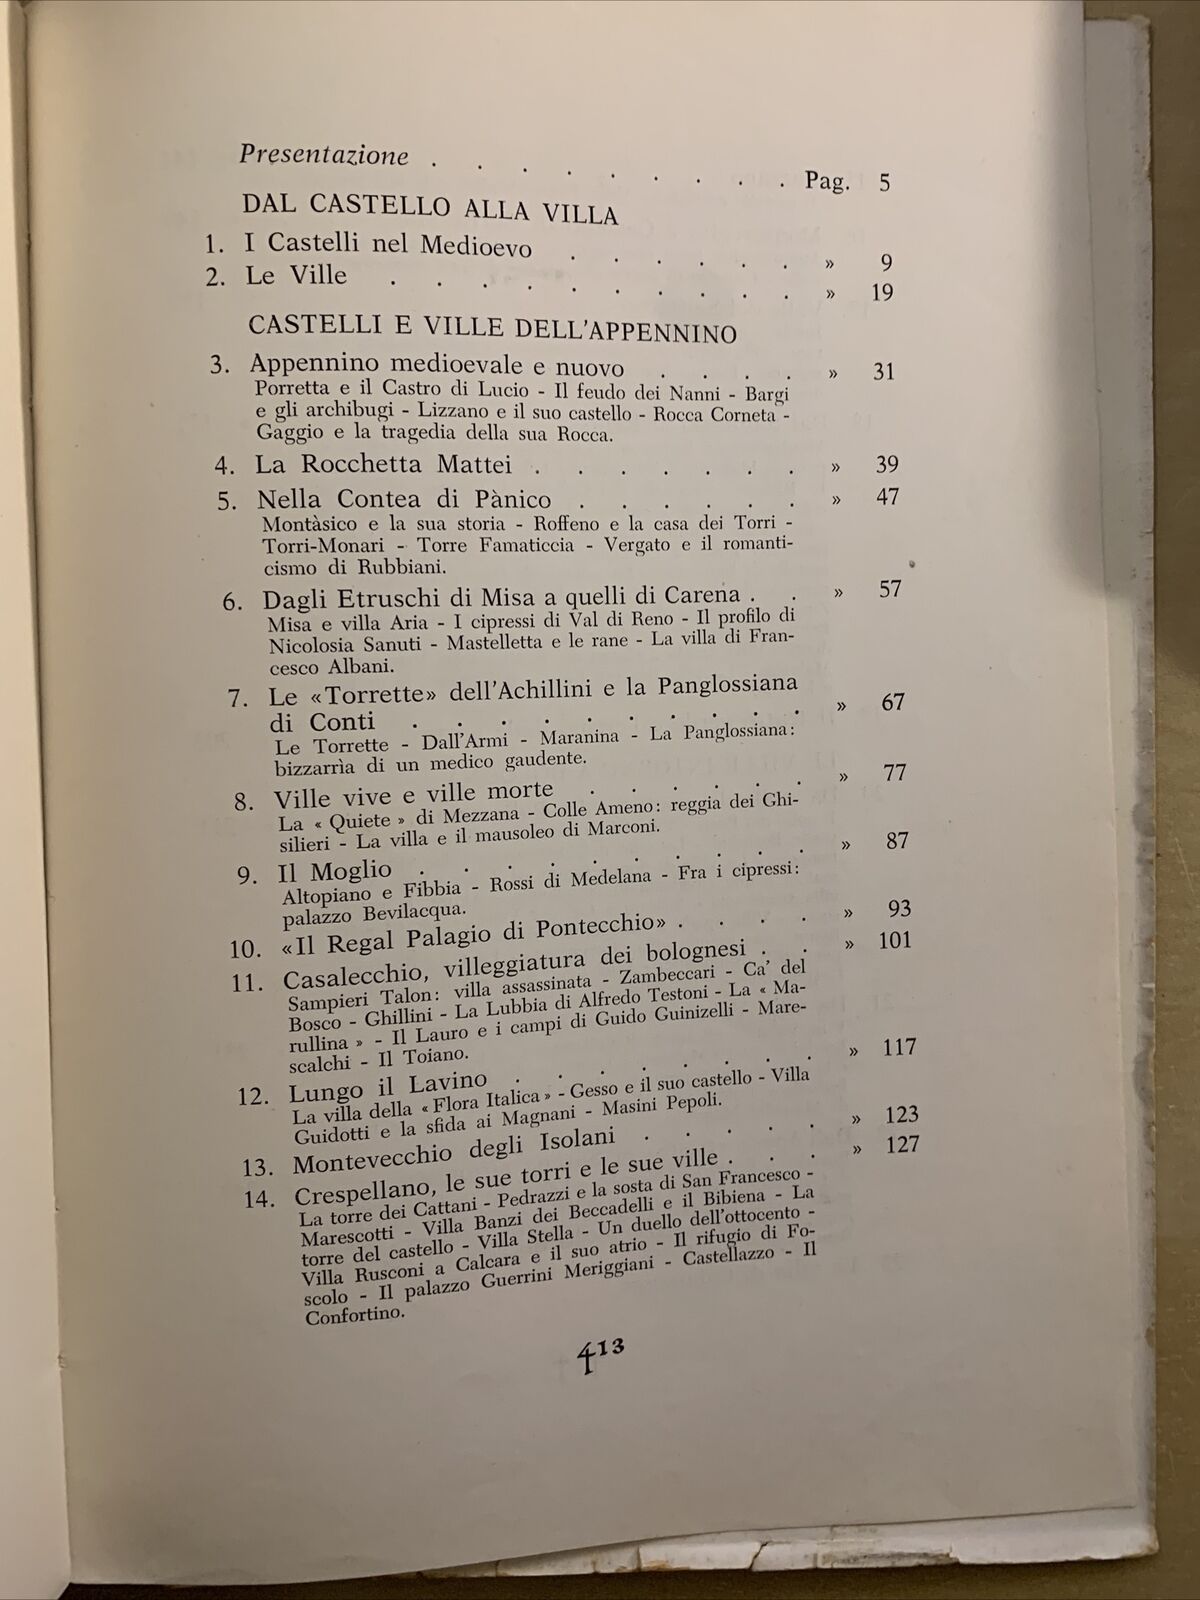 Presentazione . . . . . . . . . Pag. 5
DAL CASTELLO ALLA VILLA
1. I Castelli nel Medioevo . . . . . . » 9
2. Le Ville . . . . . . . . . . » 19
CASTELLI E VILLE DELL'APPENNINO
3. Appennino medioevale e nuovo . . . . » 31
Porretta e il Castro di Lucio - Il feudo dei Nanni - Bargi
e gli archibugi - Lizzano e il suo castello - Rocca Corneta -
Gaggio e la tragedia della sua Rocca.
4. La Rocchetta Mattei . . . . . . . » 39
5. Nella Contea di Pànico . . . . . . » 47
Montàsico e la sua storia - Roffeno e la casa dei Torri -
Torri-Monari - Torre Famaticcia - Vergato e il romanti-
cismo di Rubbiani.
6. Dagli Etruschi di Misa a quelli di Carena . . » 57
Misa e villa Aria - I cipressi di Val di Reno - Il profilo di
Nicolosia Sanuti - Mastelletta e le rane - La villa di Fran-
cesco Albani.
7. Le «Torrette» dell'Achillini e la Panglossiana
di Conti . . . . . . . . . . » 67
Le Torrette - Dall'Armi - Maranina - La Panglossiana:
bizzarrìa di un medico gaudente.
8. Ville vive e ville morte . . . . . . » 77
La « Quiete » di Mezzana - Colle Ameno: reggia dei Ghi-
silieri - La villa e il mausoleo di Marconi.
9. Il Moglio . . . . . . . . . . » 87
Altopiano e Fibbia - Rossi di Medelana - Fra i cipressi:
palazzo Bevilacqua.
10. «Il Regal Palagio di Pontecchio» . . . . » 93
11. Casalecchio, villeggiatura dei bolognesi . . » 101
Sampieri Talon: villa assassinata - Zambeccari - Ca' del
Bosco - Ghillini - La Lubbia di Alfredo Testoni - La « Ma-
rullina » - Il Lauro e i campi di Guido Guinizelli - Mare-
scalchi - Il Toiano.
12. Lungo il Lavino . . . . . . . . » 117
La villa della « Flora Italica » - Gesso e il suo castello - Villa
Guidotti e la sfida ai Magnani - Masini Pepoli.
13. Montevecchio degli Isolani . . . . . » 123
14. Crespellano, le sue torri e le sue ville . . . » 127
La torre dei Cattani - Pedrazzi e la sosta di San Francesco -
Marescotti - Villa Banzi dei Beccadelli e il Bibiena - La
torre del castello - Villa Stella - Un duello dell'ottocento -
Villa Rusconi a Calcara e il suo atrio - Il rifugio di Fo-
scolo - Il palazzo Guerrini Meriggiani - Castellazzo - Il
Confortino.
413